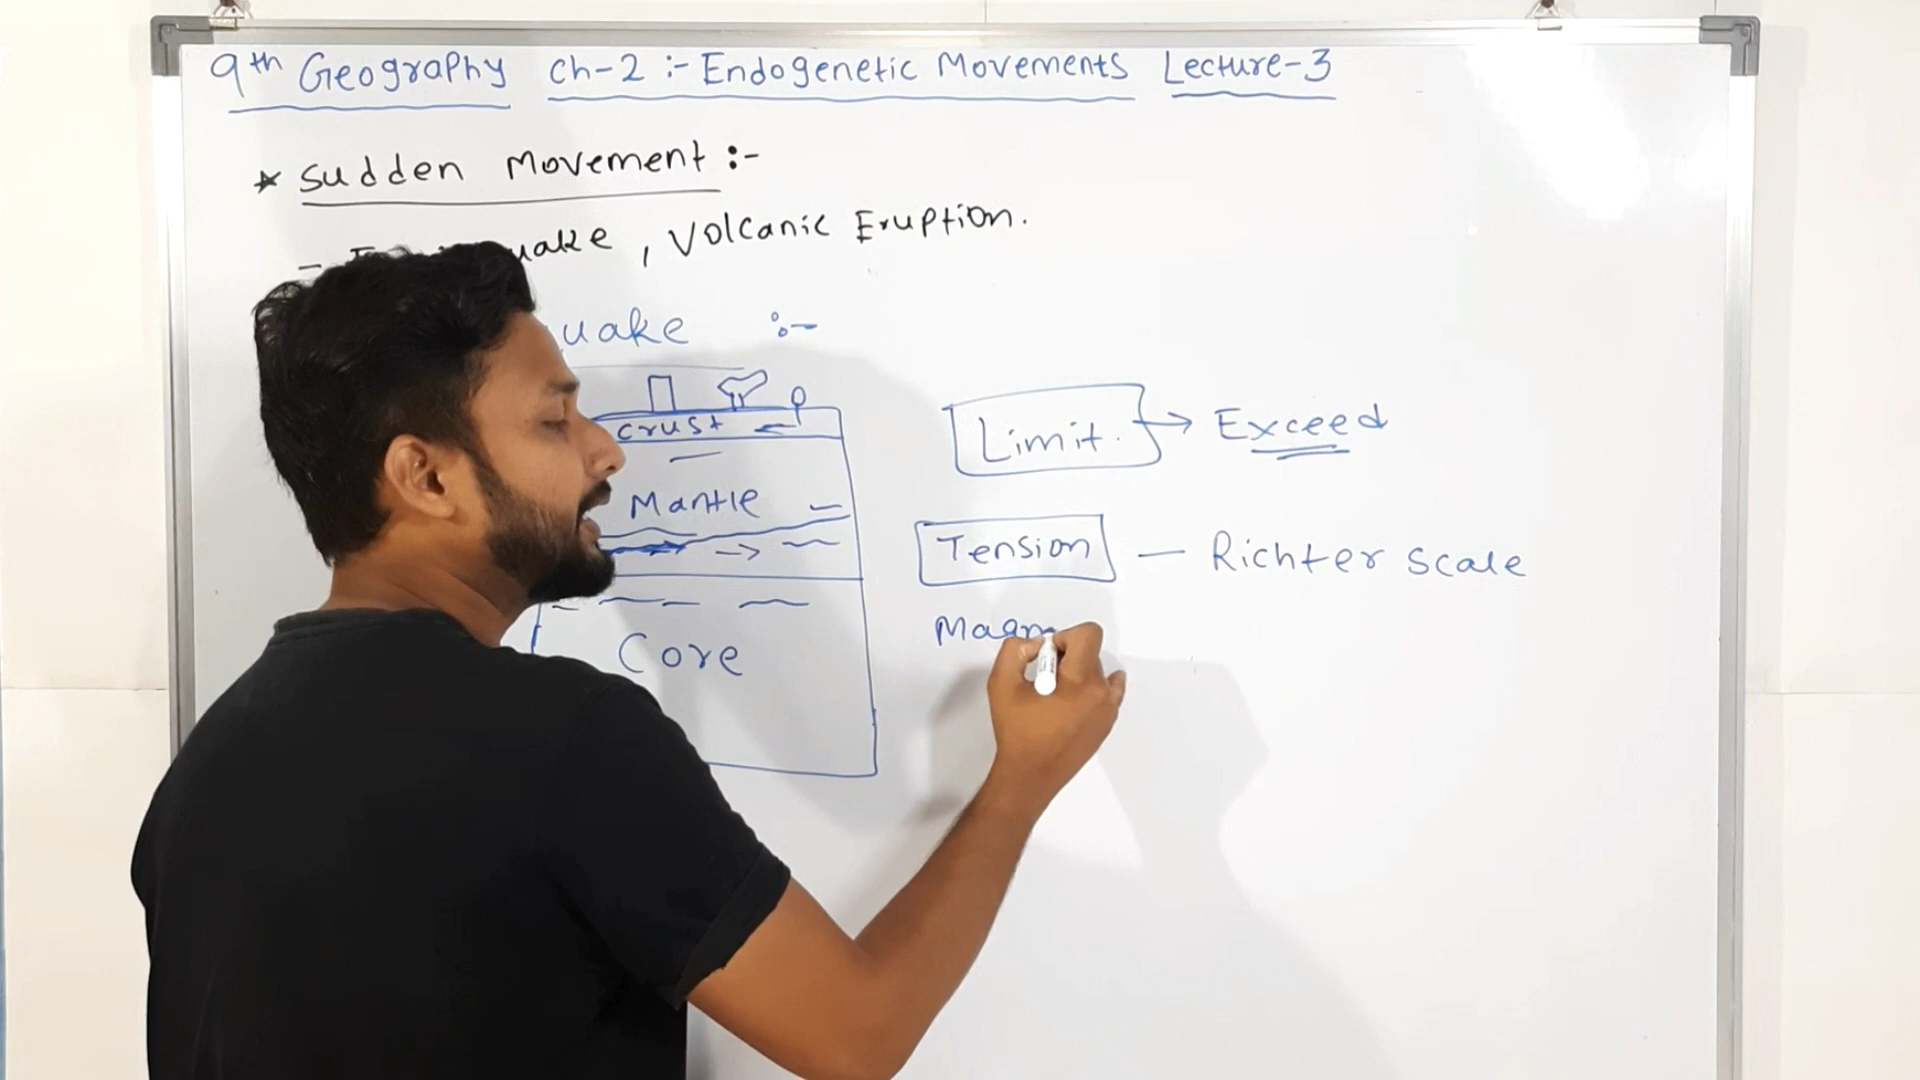 9th Geography ch-2 :- Endogenetic Movements Lecture-3
* Sudden Movement :-
- uake , Volcanic Eruption.
uake :-
crust
Mantle
Core
Limit. → Exceed
Tension — Richter scale
Magn